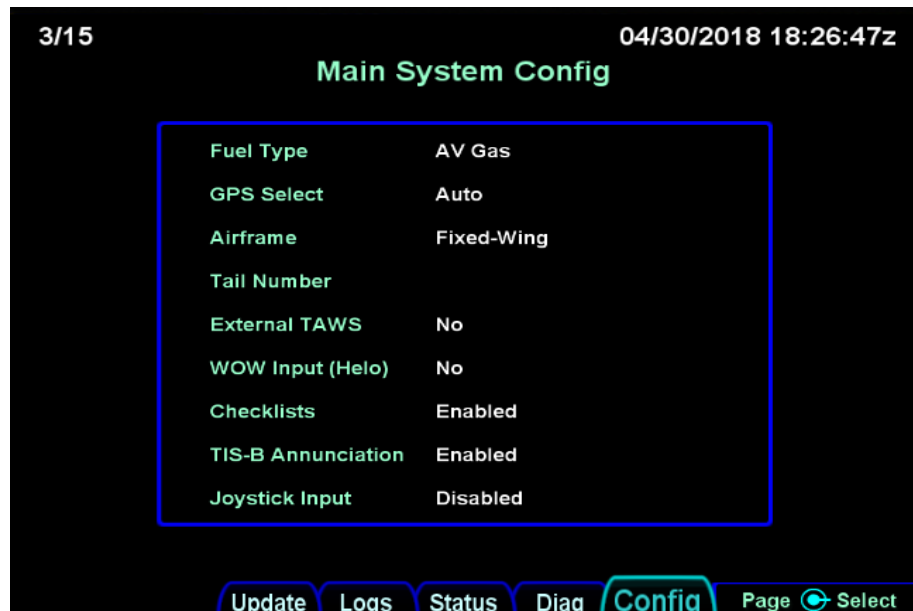 3/15 04/30/2018 18:26:47z
Main System Config
Fuel Type AV Gas
GPS Select Auto
Airframe Fixed-Wing
Tail Number
External TAWS No
WOW Input (Helo) No
Checklists Enabled
TIS-B Annunciation Enabled
Joystick Input Disabled
Update Logs Status Diag Config Page Select